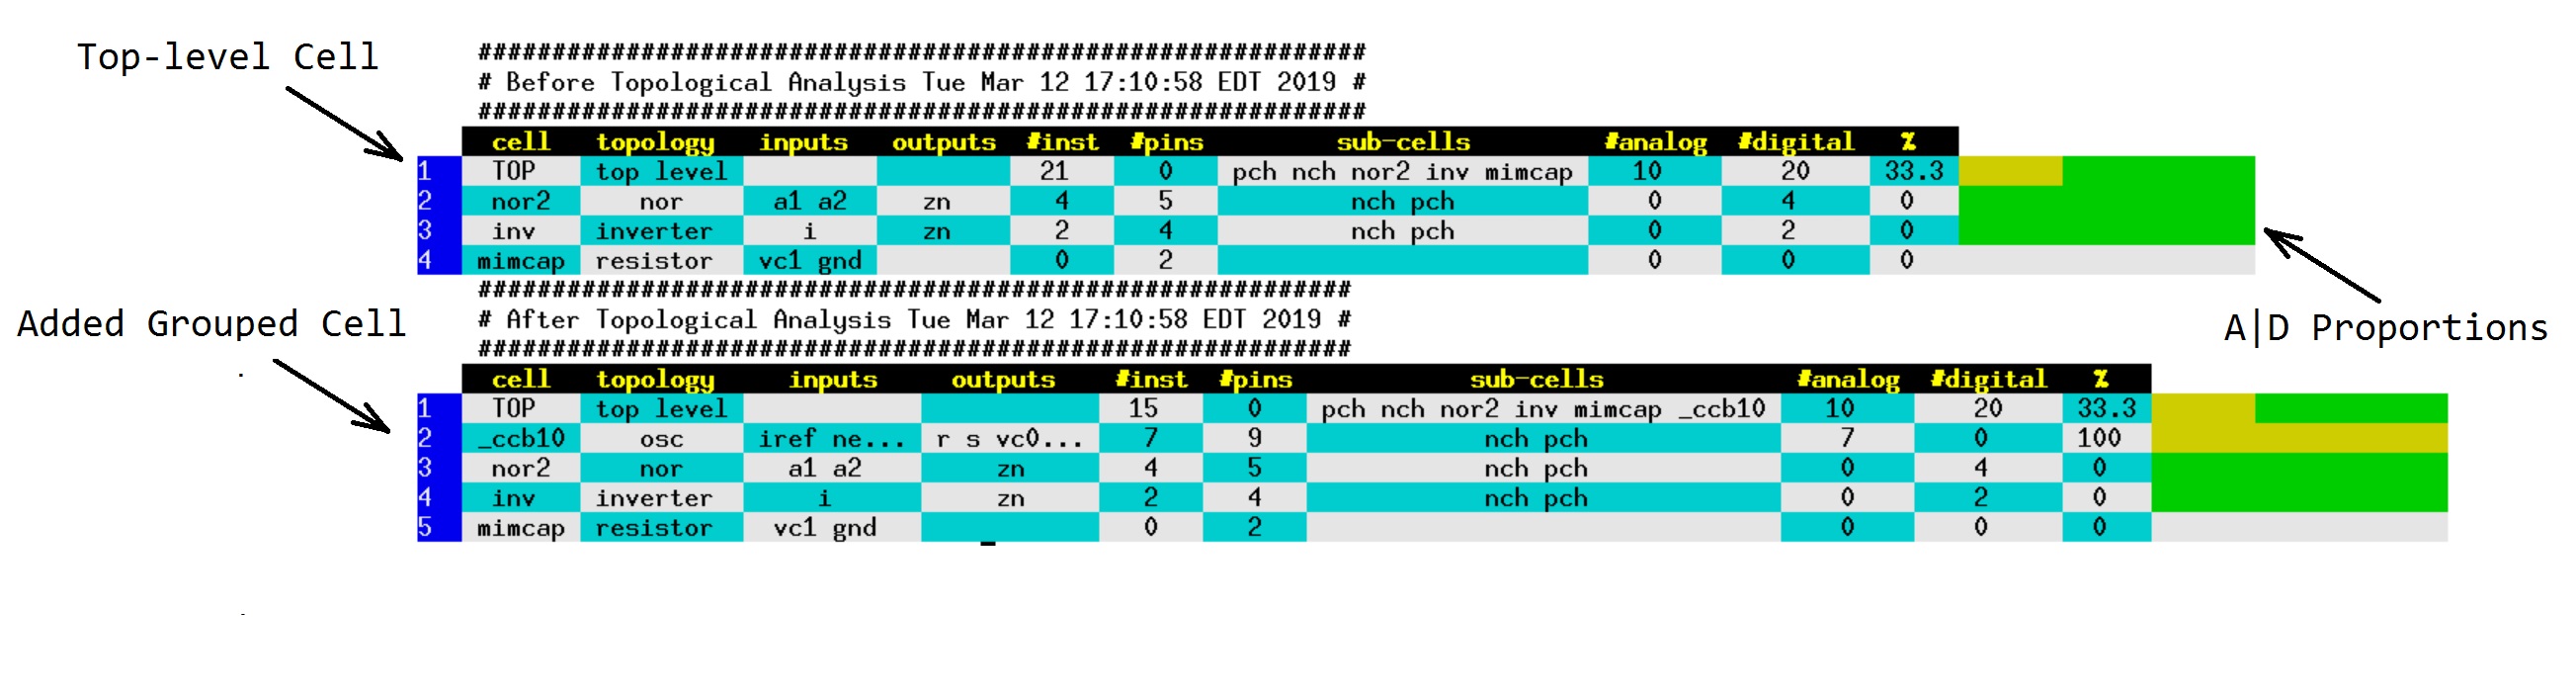 Top-level Cell
############################################################
# Before Topological Analysis Tue Mar 12 17:10:58 EDT 2019 #
############################################################
cell topology inputs outputs #inst #pins sub-cells #analog #digital %
1 TOP top level 21 0 pch nch nor2 inv mimcap 10 20 33.3
2 nor2 nor a1 a2 zn 4 5 nch pch 0 4 0
3 inv inverter i zn 2 4 nch pch 0 2 0
4 mimcap resistor vc1 gnd 0 2 0 0 0
A|D Proportions
Added Grouped Cell
###########################################################
# After Topological Analysis Tue Mar 12 17:10:58 EDT 2019 #
###########################################################
cell topology inputs outputs #inst #pins sub-cells #analog #digital %
1 TOP top level 15 0 pch nch nor2 inv mimcap _ccb10 10 20 33.3
2 _ccb10 osc iref ne... r s vc0... 7 9 nch pch 7 0 100
3 nor2 nor a1 a2 zn 4 5 nch pch 0 4 0
4 inv inverter i zn 2 4 nch pch 0 2 0
5 mimcap resistor vc1 gnd 0 2 0 0 0